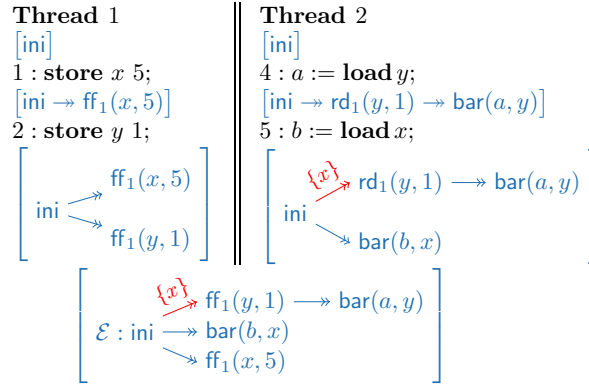 Thread 1
[ini]
1 : store x 5;
[ini ↠ ff₁(x, 5)]
2 : store y 1;
ff₁(x, 5)
ini
ff₁(y, 1)
Thread 2
[ini]
4 : a := load y;
[ini ↠ rd₁(y, 1) ↠ bar(a, y)]
5 : b := load x;
{x} rd₁(y, 1) ↠ bar(a, y)
ini
bar(b, x)
{x} ff₁(y, 1) ↠ bar(a, y)
ℰ : ini ↠ bar(b, x)
ff₁(x, 5)